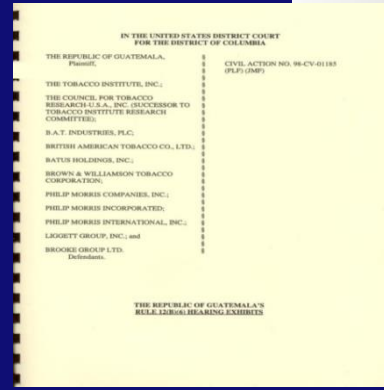 IN THE UNITED STATES DISTRICT COURT
FOR THE DISTRICT OF COLUMBIA
THE REPUBLIC OF GUATEMALA,
Plaintiff,
CIVIL ACTION NO. 98-CV-01185
(PLF) (JMF)
THE TOBACCO INSTITUTE, INC.;
THE COUNCIL FOR TOBACCO
RESEARCH-U.S.A., INC. (SUCCESSOR TO
TOBACCO INSTITUTE RESEARCH
COMMITTEE);
B.A.T. INDUSTRIES, PLC;
BRITISH AMERICAN TOBACCO CO., LTD.;
BATUS HOLDINGS, INC.;
BROWN & WILLIAMSON TOBACCO
CORPORATION;
PHILIP MORRIS COMPANIES, INC.;
PHILIP MORRIS INCORPORATED;
PHILIP MORRIS INTERNATIONAL, INC.;
LIGGETT GROUP, INC.; and
BROOKE GROUP LTD.
Defendants.
THE REPUBLIC OF GUATEMALA'S
RULE 12(B)(6) HEARING EXHIBITS